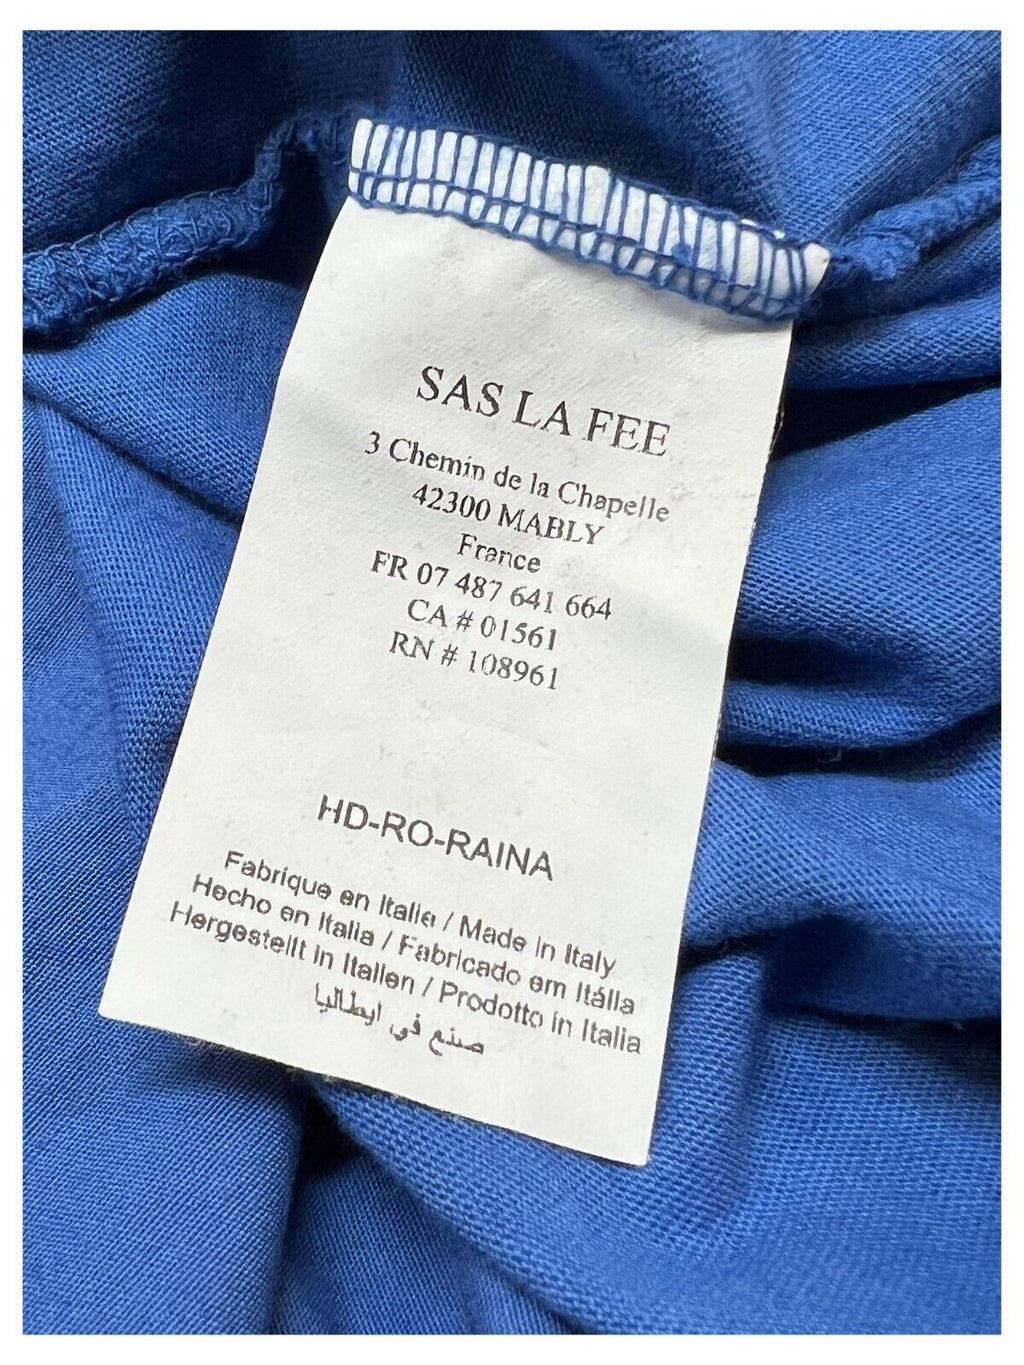 SAS LA FEE
3 Chemin de la Chapelle
42300 MABLY
France
FR 07 487 641 664
CA # 01561
RN # 108961
HD-RO-RAINA
Fabrique en Italie / Made in Italy
Hecho en Italia / Fabricado em Itálla
Hergestellt in Italien / Prodotto in Italia
صنع في ايطاليا